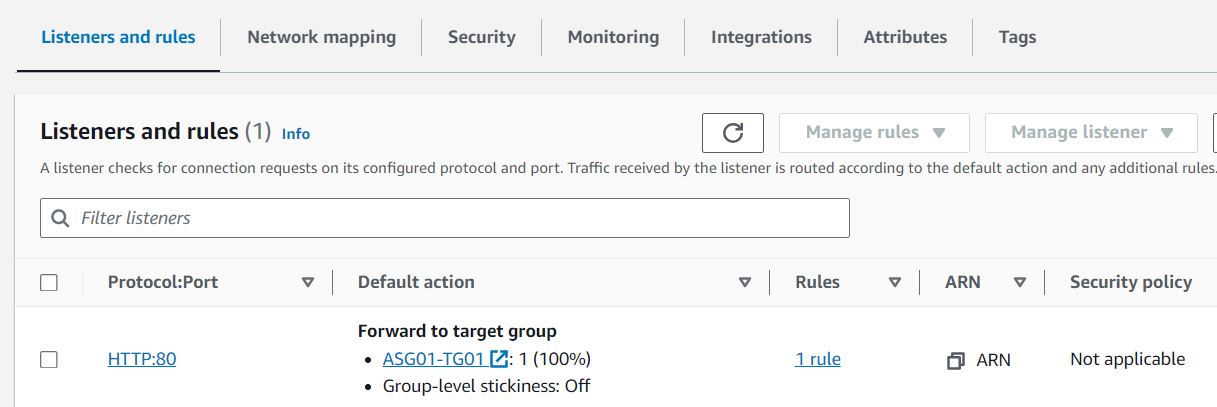 Listeners and rules Network mapping Security Monitoring Integrations Attributes Tags
Listeners and rules (1) Info Manage rules Manage listener
A listener checks for connection requests on its configured protocol and port. Traffic received by the listener is routed according to the default action and any additional rules.
Filter listeners
Protocol:Port Default action Rules ARN Security policy
Forward to target group
HTTP:80 • ASG01-TG01: 1 (100%) 1 rule ARN Not applicable
• Group-level stickiness: Off